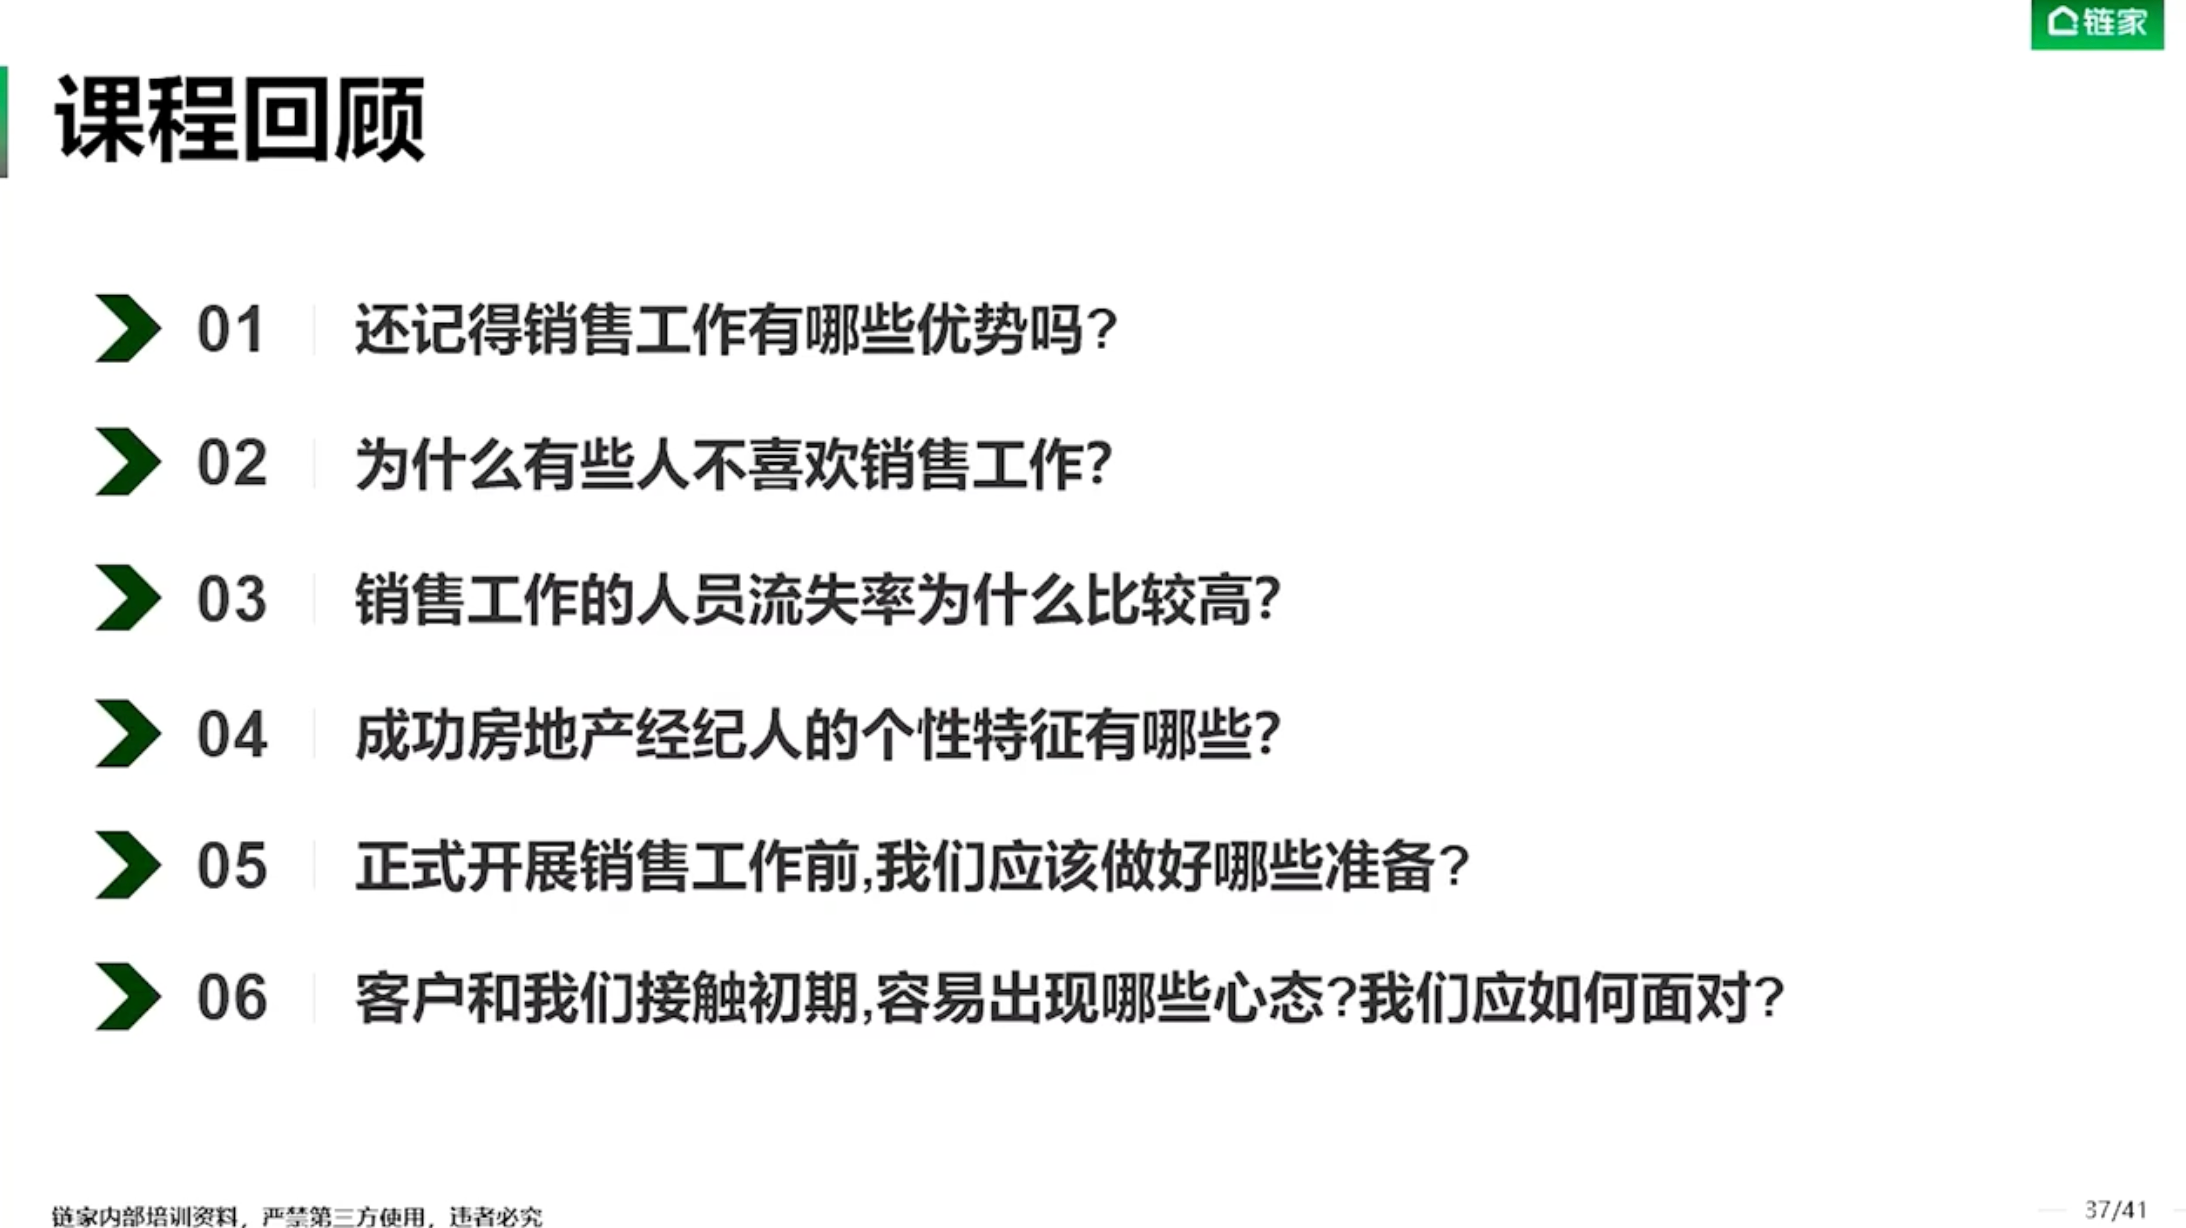 链家
课程回顾
01 还记得销售工作有哪些优势吗?
02 为什么有些人不喜欢销售工作?
03 销售工作的人员流失率为什么比较高?
04 成功房地产经纪人的个性特征有哪些?
05 正式开展销售工作前,我们应该做好哪些准备?
06 客户和我们接触初期,容易出现哪些心态?我们应如何面对?
链家内部培训资料，严禁第三方使用，违者必究
37/41